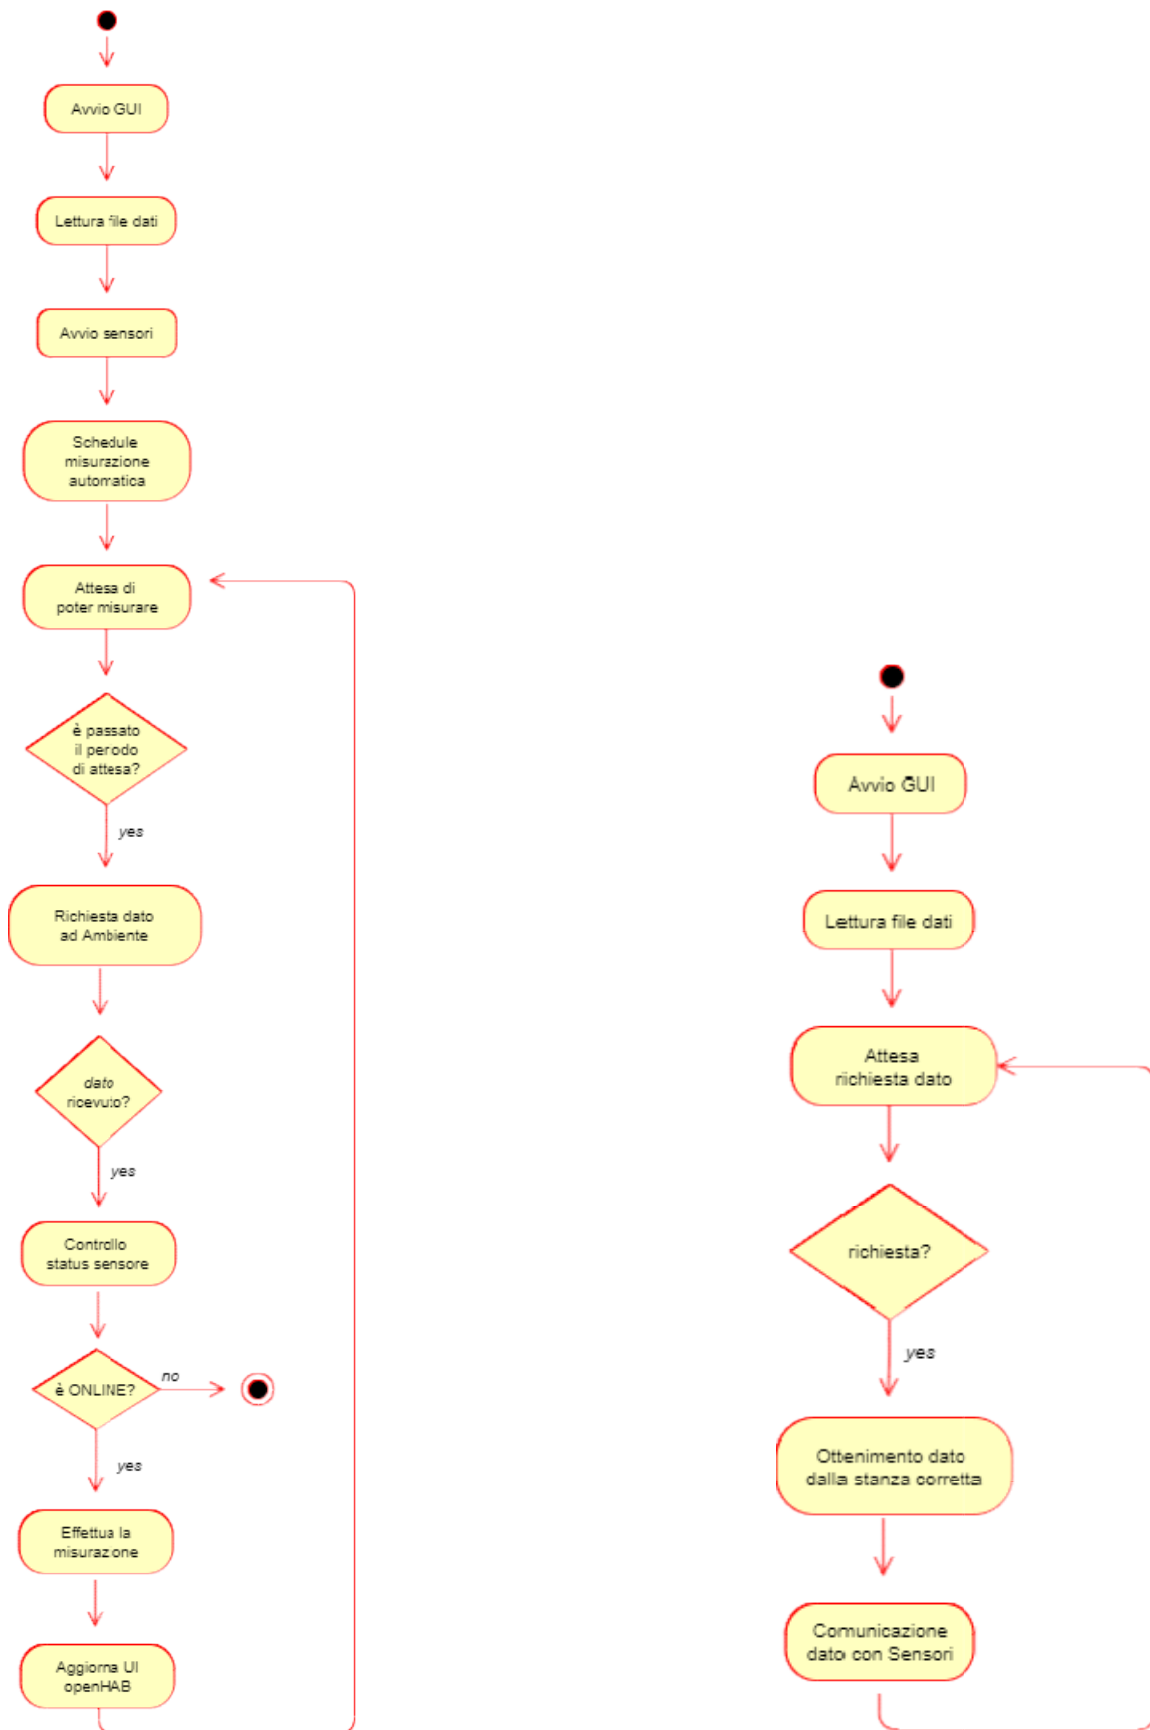 Avvio GUI
Lettura file dati
Avvio sensori
Schedule
misurazione
automatica
Attesa di
poter misurare
è passato
il perodo
di attesa?
yes
Richiesta dato
ad Ambiente
dato
ricevuto?
yes
Controllo
status sensore
è ONLINE?
no
yes
Effettua la
misurazone
Aggiorna UI
openHAB
Avvio GUI
Lettura file dati
Attesa
richiesta dato
richiesta?
yes
Ottenimento dato
dalla stanza corretta
Comunicazione
dato con Sensori